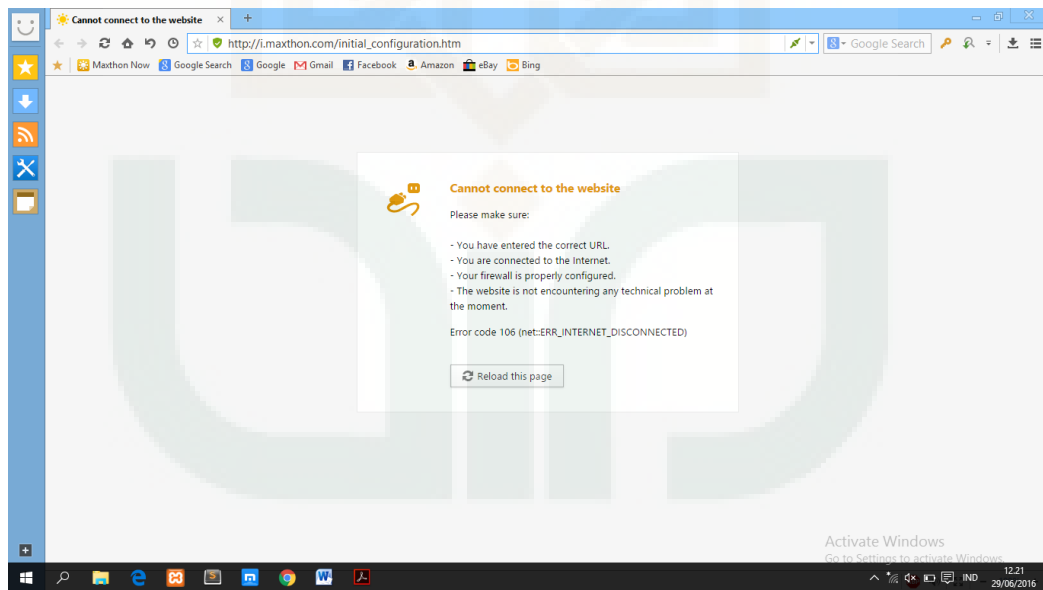 Cannot connect to the website
http://i.maxthon.com/initial_configuration.htm
Google Search
Maxthon Now Google Search Google Gmail Facebook Amazon eBay Bing
Cannot connect to the website
Please make sure:
- You have entered the correct URL.
- You are connected to the Internet.
- Your firewall is properly configured.
- The website is not encountering any technical problem at
the moment.
Error code 106 (net::ERR_INTERNET_DISCONNECTED)
Reload this page
Activate Windows
Go to Settings to activate Windows.
IND
12.21
29/06/2016